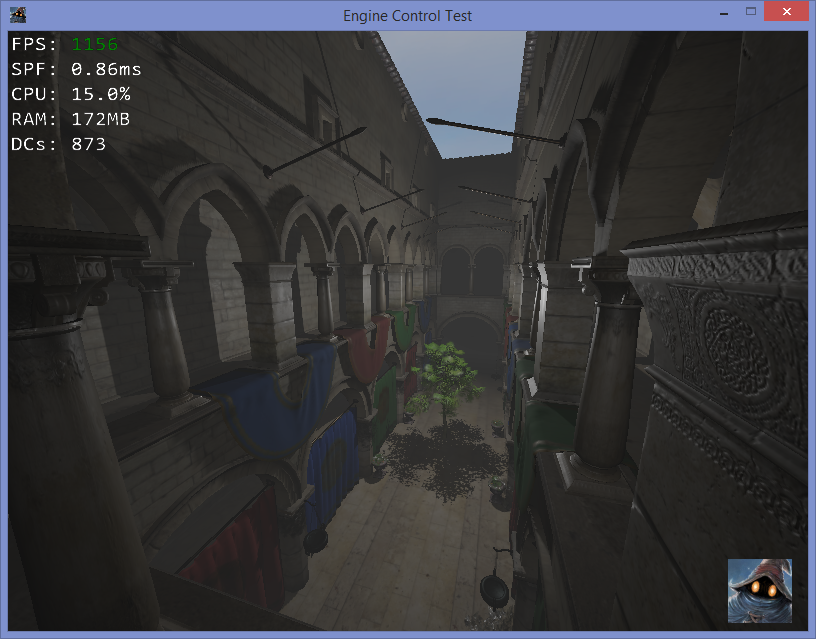 Engine Control Test
FPS: 1156
SPF: 0.86ms
CPU: 15.0%
RAM: 172MB
DCs: 873